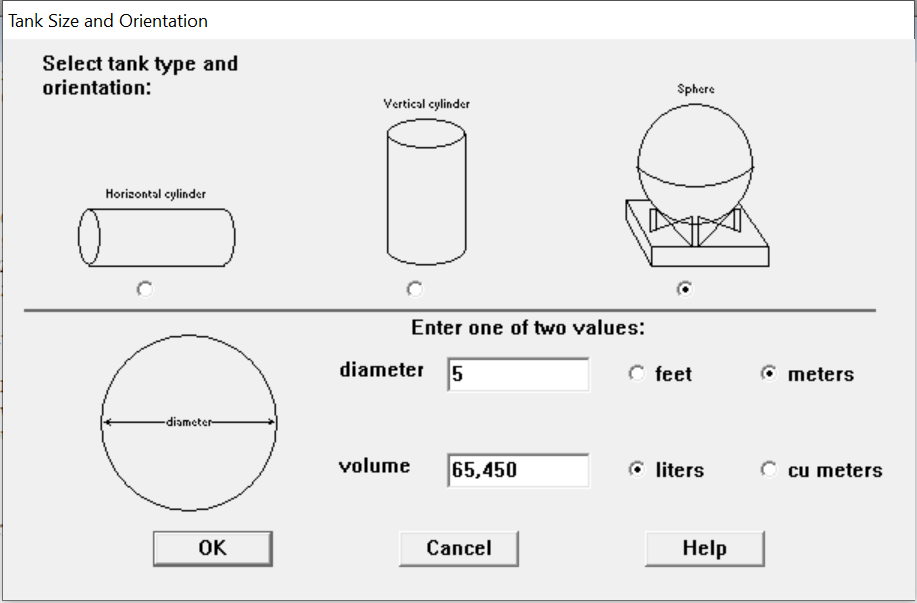 Tank Size and Orientation
Select tank type and
orientation:
Horizontal cylinder
Vertical cylinder
Sphere
Enter one of two values:
diameter
diameter 5 feet meters
volume 65,450 liters cu meters
OK Cancel Help